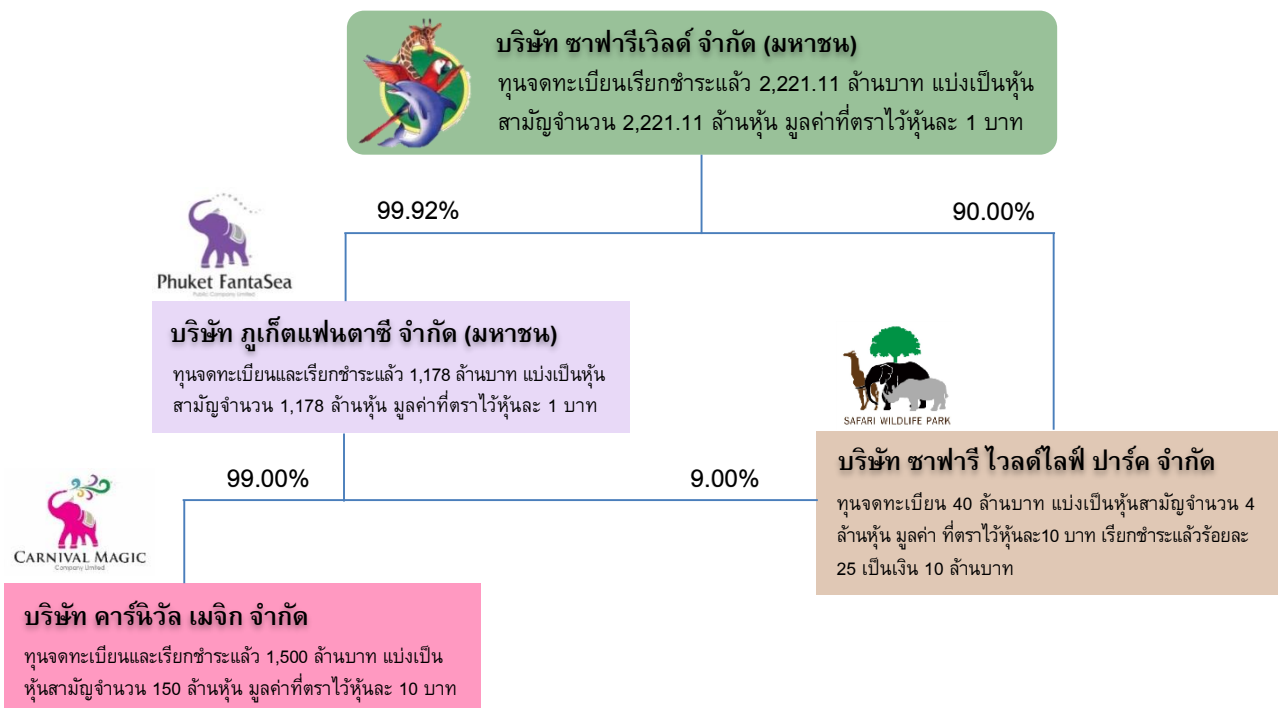 บริษัท ซาฟารีเวิลด์ จำกัด (มหาชน)
ทุนจดทะเบียนเรียกชำระแล้ว 2,221.11 ล้านบาท แบ่งเป็นหุ้น
สามัญจำนวน 2,221.11 ล้านหุ้น มูลค่าที่ตราไว้หุ้นละ 1 บาท
99.92%
90.00%
Phuket FantaSea
Public Company Limited
บริษัท ภูเก็ตแฟนตาซี จำกัด (มหาชน)
ทุนจดทะเบียนและเรียกชำระแล้ว 1,178 ล้านบาท แบ่งเป็นหุ้น
สามัญจำนวน 1,178 ล้านหุ้น มูลค่าที่ตราไว้หุ้นละ 1 บาท
SAFARI WILDLIFE PARK
บริษัท ซาฟารี ไวลด์ไลฟ์ ปาร์ค จำกัด
ทุนจดทะเบียน 40 ล้านบาท แบ่งเป็นหุ้นสามัญจำนวน 4
ล้านหุ้น มูลค่า ที่ตราไว้หุ้นละ10 บาท เรียกชำระแล้วร้อยละ
25 เป็นเงิน 10 ล้านบาท
99.00%
9.00%
CARNIVAL MAGIC
Company Limited
บริษัท คาร์นิวัล เมจิก จำกัด
ทุนจดทะเบียนและเรียกชำระแล้ว 1,500 ล้านบาท แบ่งเป็น
หุ้นสามัญจำนวน 150 ล้านหุ้น มูลค่าที่ตราไว้หุ้นละ 10 บาท